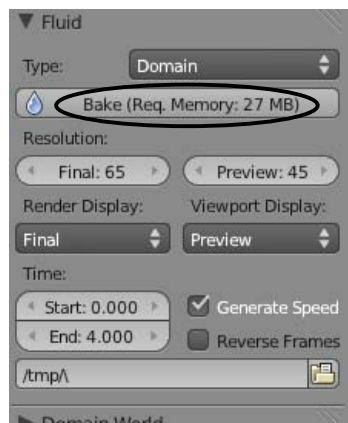 Fluid
Type: Domain
Bake (Req. Memory: 27 MB)
Resolution:
Final: 65 Preview: 45
Render Display: Viewport Display:
Final Preview
Time:
Start: 0.000 Generate Speed
End: 4.000 Reverse Frames
/tmp/\
Domain World